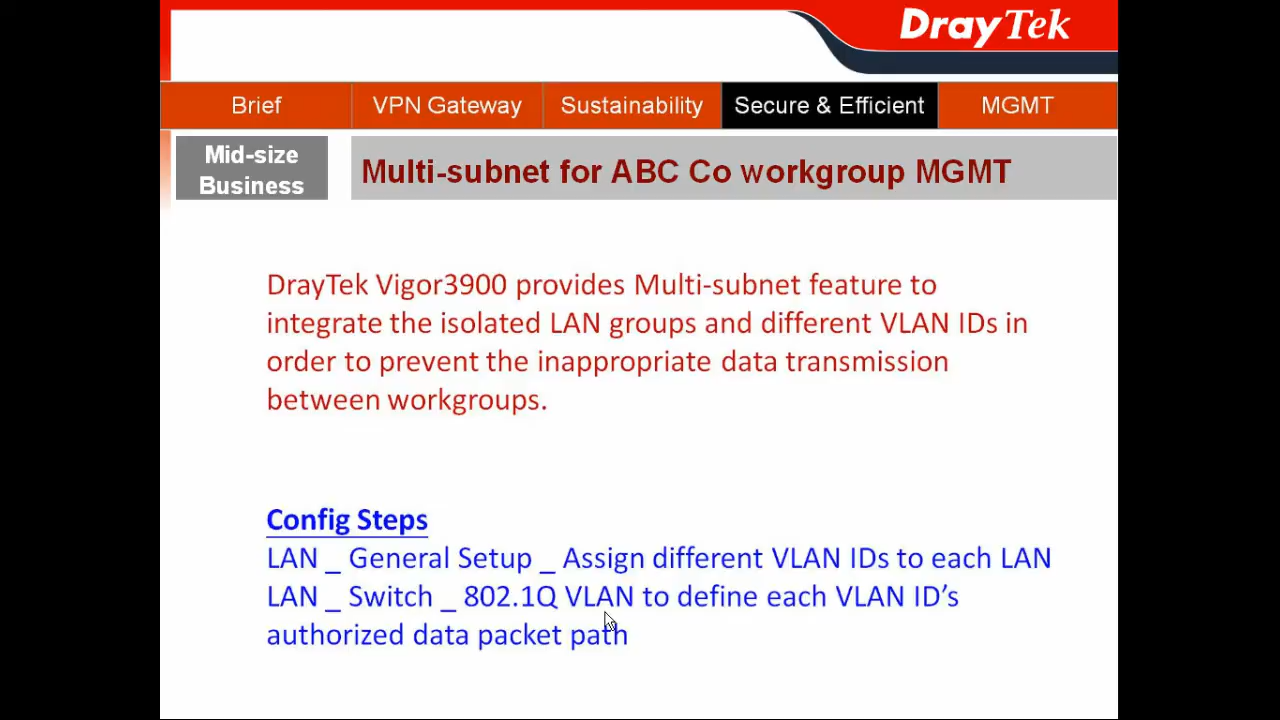 DrayTek
Brief
VPN Gateway
Sustainability
Secure & Efficient
MGMT
Mid-size
Business
Multi-subnet for ABC Co workgroup MGMT
DrayTek Vigor3900 provides Multi-subnet feature to
integrate the isolated LAN groups and different VLAN IDs in
order to prevent the inappropriate data transmission
between workgroups.
Config Steps
LAN _ General Setup _ Assign different VLAN IDs to each LAN
LAN _ Switch _ 802.1Q VLAN to define each VLAN ID’s
authorized data packet path